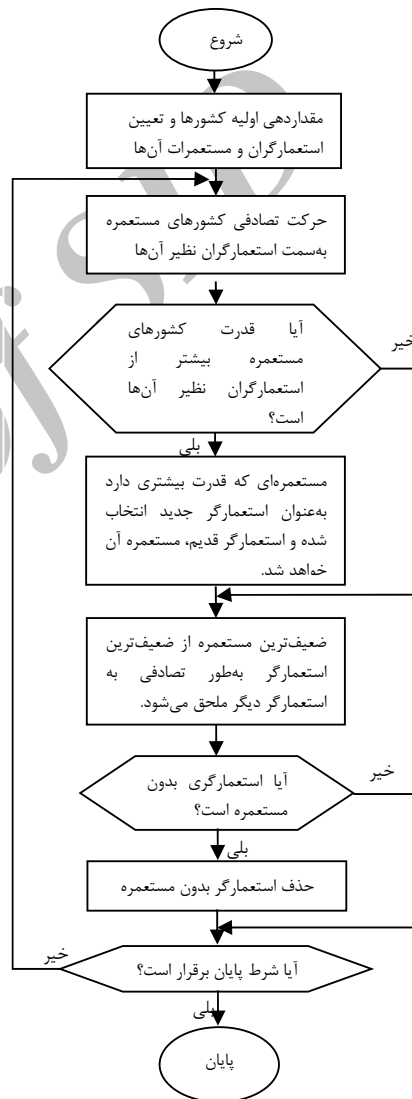 شروع
مقداردهی اولیه کشورها و تعیین
استعمارگران و مستعمرات آن‌ها
حرکت تصادفی کشورهای مستعمره
به‌سمت استعمارگران نظیر آن‌ها
آیا قدرت کشورهای
مستعمره بیشتر از
استعمارگران نظیر آن‌ها
است؟
خیر
بلی
مستعمره‌ای که قدرت بیشتری دارد
به‌عنوان استعمارگر جدید انتخاب
شده و استعمارگر قدیم، مستعمره آن
خواهد شد.
ضعیف‌ترین مستعمره از ضعیف‌ترین
استعمارگر به‌طور تصادفی به
استعمارگر دیگر ملحق می‌شود.
آیا استعمارگری بدون
مستعمره است؟
خیر
بلی
حذف استعمارگر بدون مستعمره
آیا شرط پایان برقرار است؟
خیر
بلی
پایان